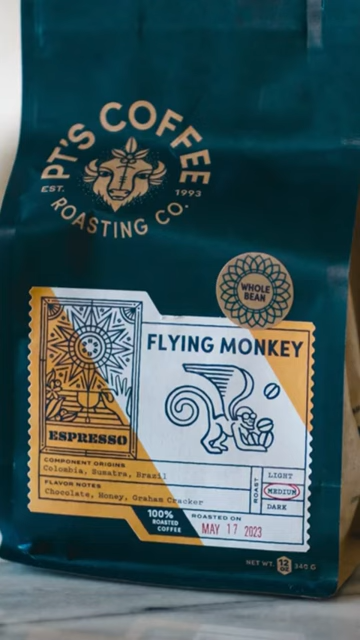 PT'S COFFEE
EST. 1993
ROASTING CO.
WHOLE
BEAN
FLYING MONKEY
ESPRESSO
COMPONENT ORIGINS
Colombia, Sumatra, Brazil
FLAVOR NOTES
Chocolate, Honey, Graham Cracker
ROAST
LIGHT
MEDIUM
DARK
100%
ROASTED
COFFEE
ROASTED ON
MAY 17 2023
NET WT. 12 OZ 340 G